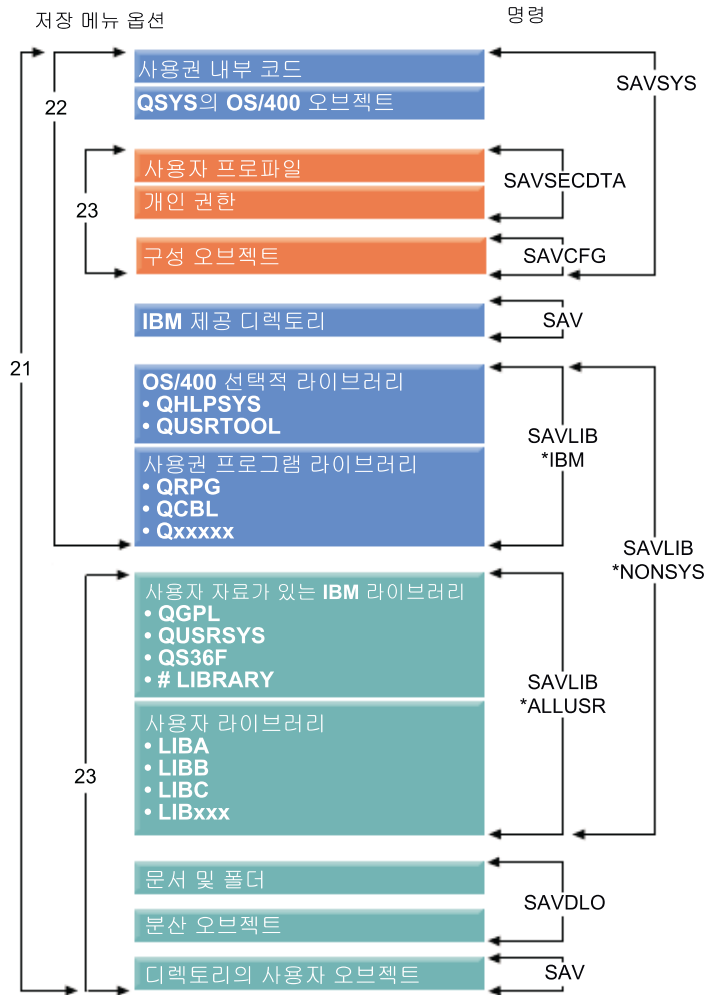 저장 메뉴 옵션
명령
사용권 내부 코드
QSYS의 OS/400 오브젝트
SAVSYS
22
사용자 프로파일
개인 권한
SAVSECDTA
23
구성 오브젝트
SAVCFG
IBM 제공 디렉토리
SAV
21
OS/400 선택적 라이브러리
• QHLPSYS
• QUSRTOOL
사용권 프로그램 라이브러리
• QRPG
• QCBL
• Qxxxxx
SAVLIB
*IBM
SAVLIB
*NONSYS
사용자 자료가 있는 IBM 라이브러리
• QGPL
• QUSRSYS
• QS36F
• # LIBRARY
SAVLIB
*ALLUSR
사용자 라이브러리
• LIBA
• LIBB
• LIBC
• LIBxxx
23
문서 및 폴더
SAVDLO
분산 오브젝트
디렉토리의 사용자 오브젝트
SAV